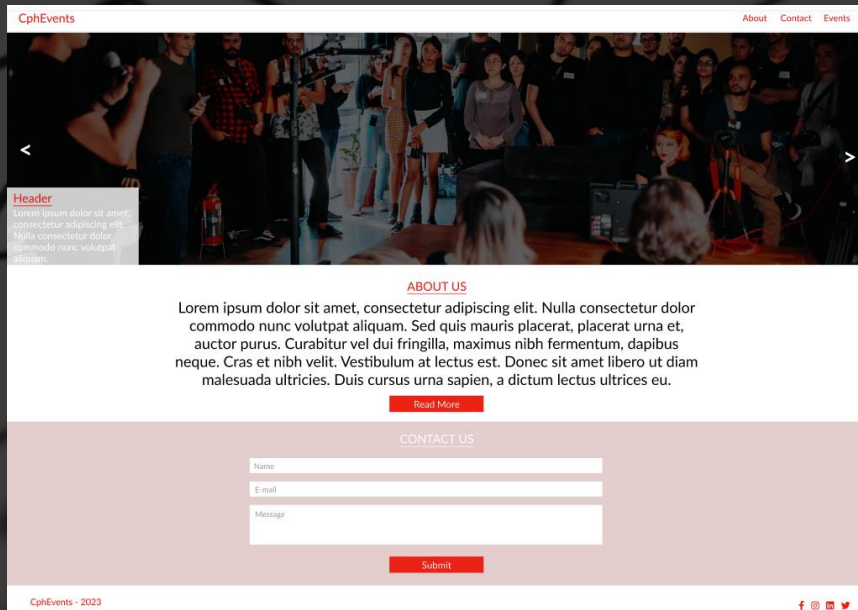 CphEvents
About Contact Events
<
>
Header
Lorem ipsum dolor sit amet,
consectetur adipiscing elit.
Nulla consectetur dolor
commodo nunc volutpat
aliquam.
ABOUT US
Lorem ipsum dolor sit amet, consectetur adipiscing elit. Nulla consectetur dolor
commodo nunc volutpat aliquam. Sed quis mauris placerat, placerat urna et,
auctor purus. Curabitur vel dui fringilla, maximus nibh fermentum, dapibus
neque. Cras et nibh velit. Vestibulum at lectus est. Donec sit amet libero ut diam
malesuada ultricies. Duis cursus urna sapien, a dictum lectus ultrices eu.
Read More
CONTACT US
Name
E-mail
Message
Submit
CphEvents - 2023